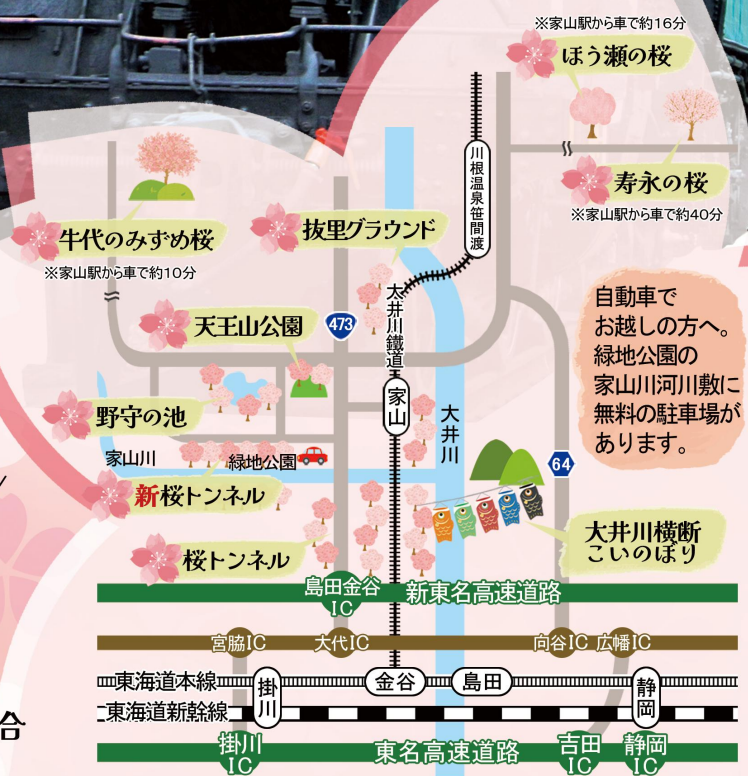 ※家山駅から車で約16分
ほう瀬の桜
川根温泉笹間渡
寿永の桜
※家山駅から車で約40分
牛代のみずめ桜
※家山駅から車で約10分
抜里グラウンド
天王山公園
473
大井川鐵道
自動車で
お越しの方へ。
緑地公園の
家山川河川敷に
無料の駐車場が
あります。
家山
大井川
野守の池
家山川
緑地公園
64
新桜トンネル
桜トンネル
大井川横断
こいのぼり
島田金谷
IC
新東名高速道路
宮脇IC
大代IC
向谷IC
広幡IC
東海道本線
掛川
金谷
島田
静岡
東海道新幹線
合
掛川
IC
東名高速道路
吉田
IC
静岡
IC